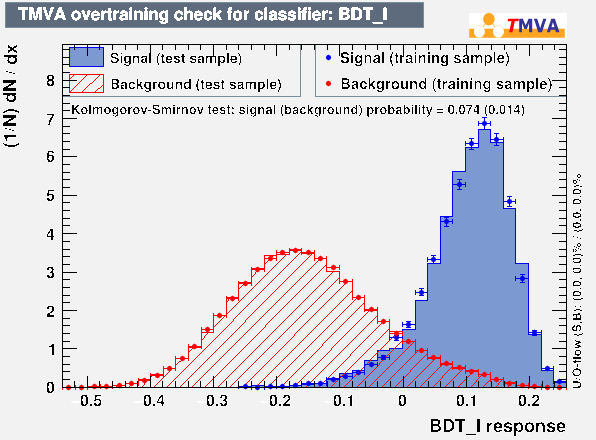 TMVA overtraining check for classifier: BDT_I
TMVA
Signal (test sample)
Signal (training sample)
Background (test sample)
Background (training sample)
Kolmogorov-Smirnov test: signal (background) probability = 0.074 (0.014)
(1/N) dN / dx
8
7
6
5
4
3
2
1
0
0.5 0.4 0.3 0.2 0.1 0 0.1 0.2
BDT_I response
U/O-flow (S,B): (0.0, 0.0)% / (0.0, 0.0)%